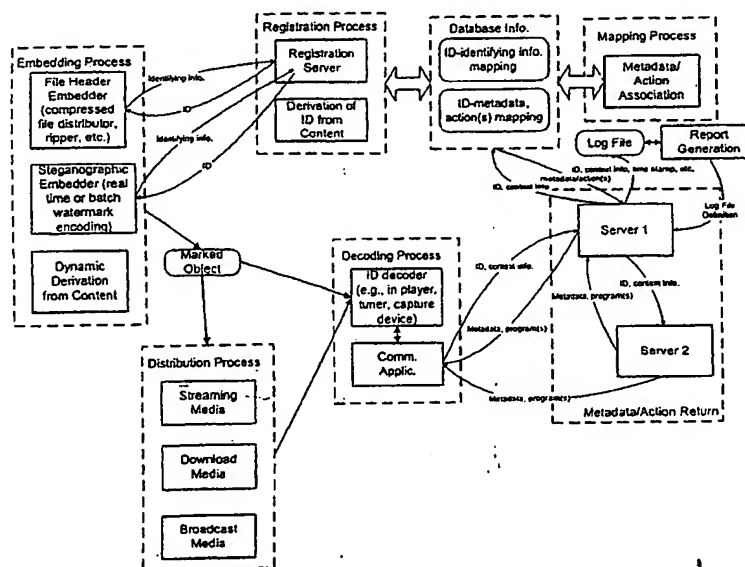 Embedding Process
File Header
Embedder
(compressed
file distributor,
ripper, etc.)
Steganographic
Embedder (real
time or batch
watermark
encoding)
Dynamic
Derivation
from Content
Identifying info.
ID
Identifying info.
ID
Registration Process
Registration
Server
Derivation of
ID from
Content
Database Info.
ID-identifying info.
mapping
ID-metadata,
action(s) mapping
Mapping Process
Metadata/
Action
Association
Log File
Report
Generation
ID, context info, time stamp, etc.
metadata/action(s)
ID, context info
Log File
Definition
Server 1
ID, context info.
Metadata, program(s)
Server 2
Metadata/Action Return
Marked
Object
Decoding Process
ID decoder
(e.g., in player,
tuner, capture
device)
Comm.
Applic.
ID, context info.
Metadata, program(s)
Metadata, program(s)
Distribution Process
Streaming
Media
Download
Media
Broadcast
Media